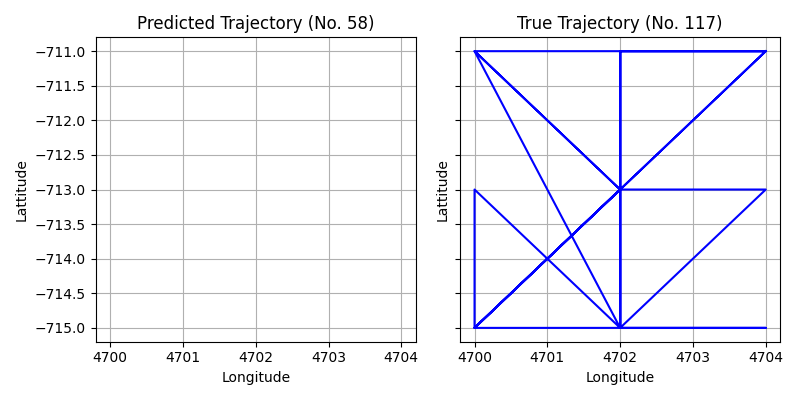 Predicted Trajectory (No. 58)
True Trajectory (No. 117)
−711.0
−711.5
−712.0
−712.5
−713.0
−713.5
−714.0
−714.5
−715.0
Lattitude
Lattitude
4700 4701 4702 4703 4704
4700 4701 4702 4703 4704
Longitude
Longitude